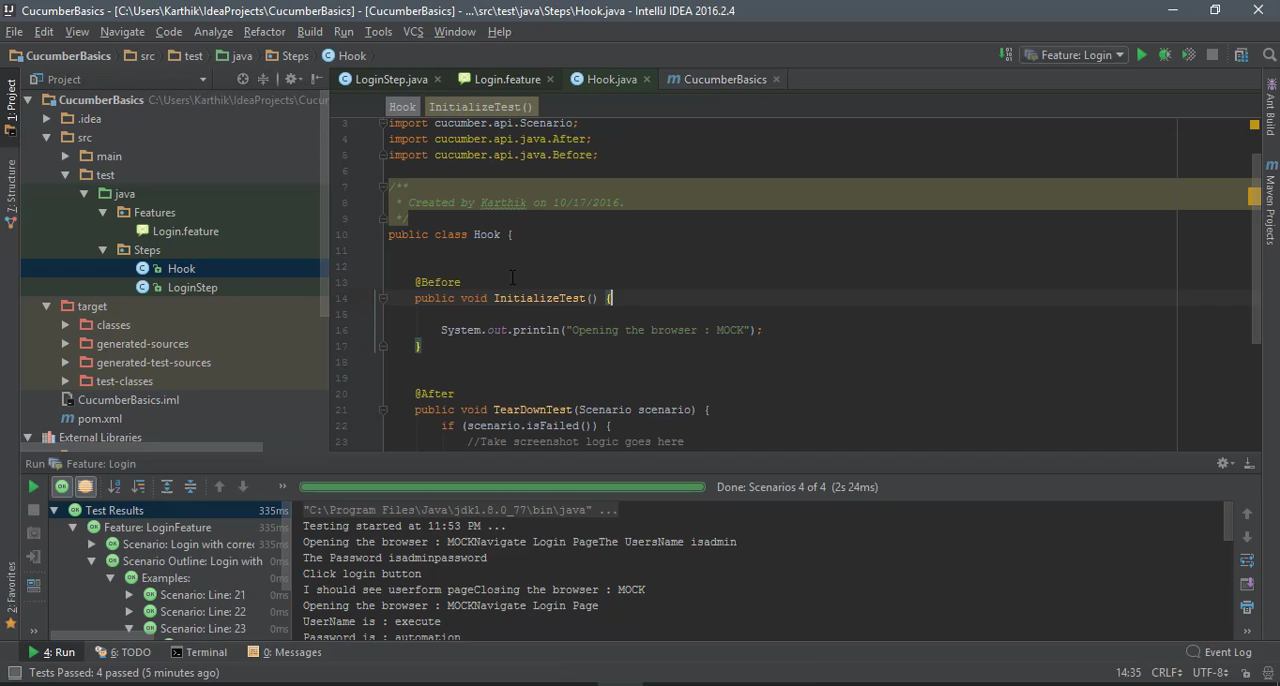 CucumberBasics - [C:\Users\Karthik\IdeaProjects\CucumberBasics] - [CucumberBasics] - ...\src\test\java\Steps\Hook.java - IntelliJ IDEA 2016.2.4
File Edit View Navigate Code Analyze Refactor Build Run Tools VCS Window Help
CucumberBasics src test java Steps Hook Feature: Login
Project LoginStep.java Login.feature Hook.java CucumberBasics
1: Project
Z: Structure
2: Favorites
Ant Build
Maven Projects
CucumberBasics C:\Users\Karthik\IdeaProjects\Cucum
.idea
src
main
test
java
Features
Login.feature
Steps
Hook
LoginStep
target
classes
generated-sources
generated-test-sources
test-classes
CucumberBasics.iml
pom.xml
External Libraries
Hook InitializeTest()
3 import cucumber.api.Scenario;
4 import cucumber.api.java.After;
5 import cucumber.api.java.Before;
6
7 /**
8 * Created by Karthik on 10/17/2016.
9 */
10 public class Hook {
11
12
13 @Before
14 public void InitializeTest() {
15
16 System.out.println("Opening the browser : MOCK");
17 }
18
19
20 @After
21 public void TearDownTest(Scenario scenario) {
22 if (scenario.isFailed()) {
23 //Take screenshot logic goes here
Run Feature: Login
Done: Scenarios 4 of 4 (2s 24ms)
Test Results 335ms
Feature: LoginFeature 335ms
Scenario: Login with correc 335ms
Scenario Outline: Login with 0ms
Examples: 0ms
Scenario: Line: 21 0ms
Scenario: Line: 22 0ms
Scenario: Line: 23 0ms
"C:\Program Files\Java\jdk1.8.0_77\bin\java" ...
Testing started at 11:53 PM ...
Opening the browser : MOCKNavigate Login PageThe UsersName isadmin
The Password isadminpassword
Click login button
I should see userform pageClosing the browser : MOCK
Opening the browser : MOCKNavigate Login Page
UserName is : execute
Password is : automation
4: Run 6: TODO Terminal 0: Messages Event Log
Tests Passed: 4 passed (5 minutes ago) 14:35 CRLF UTF-8